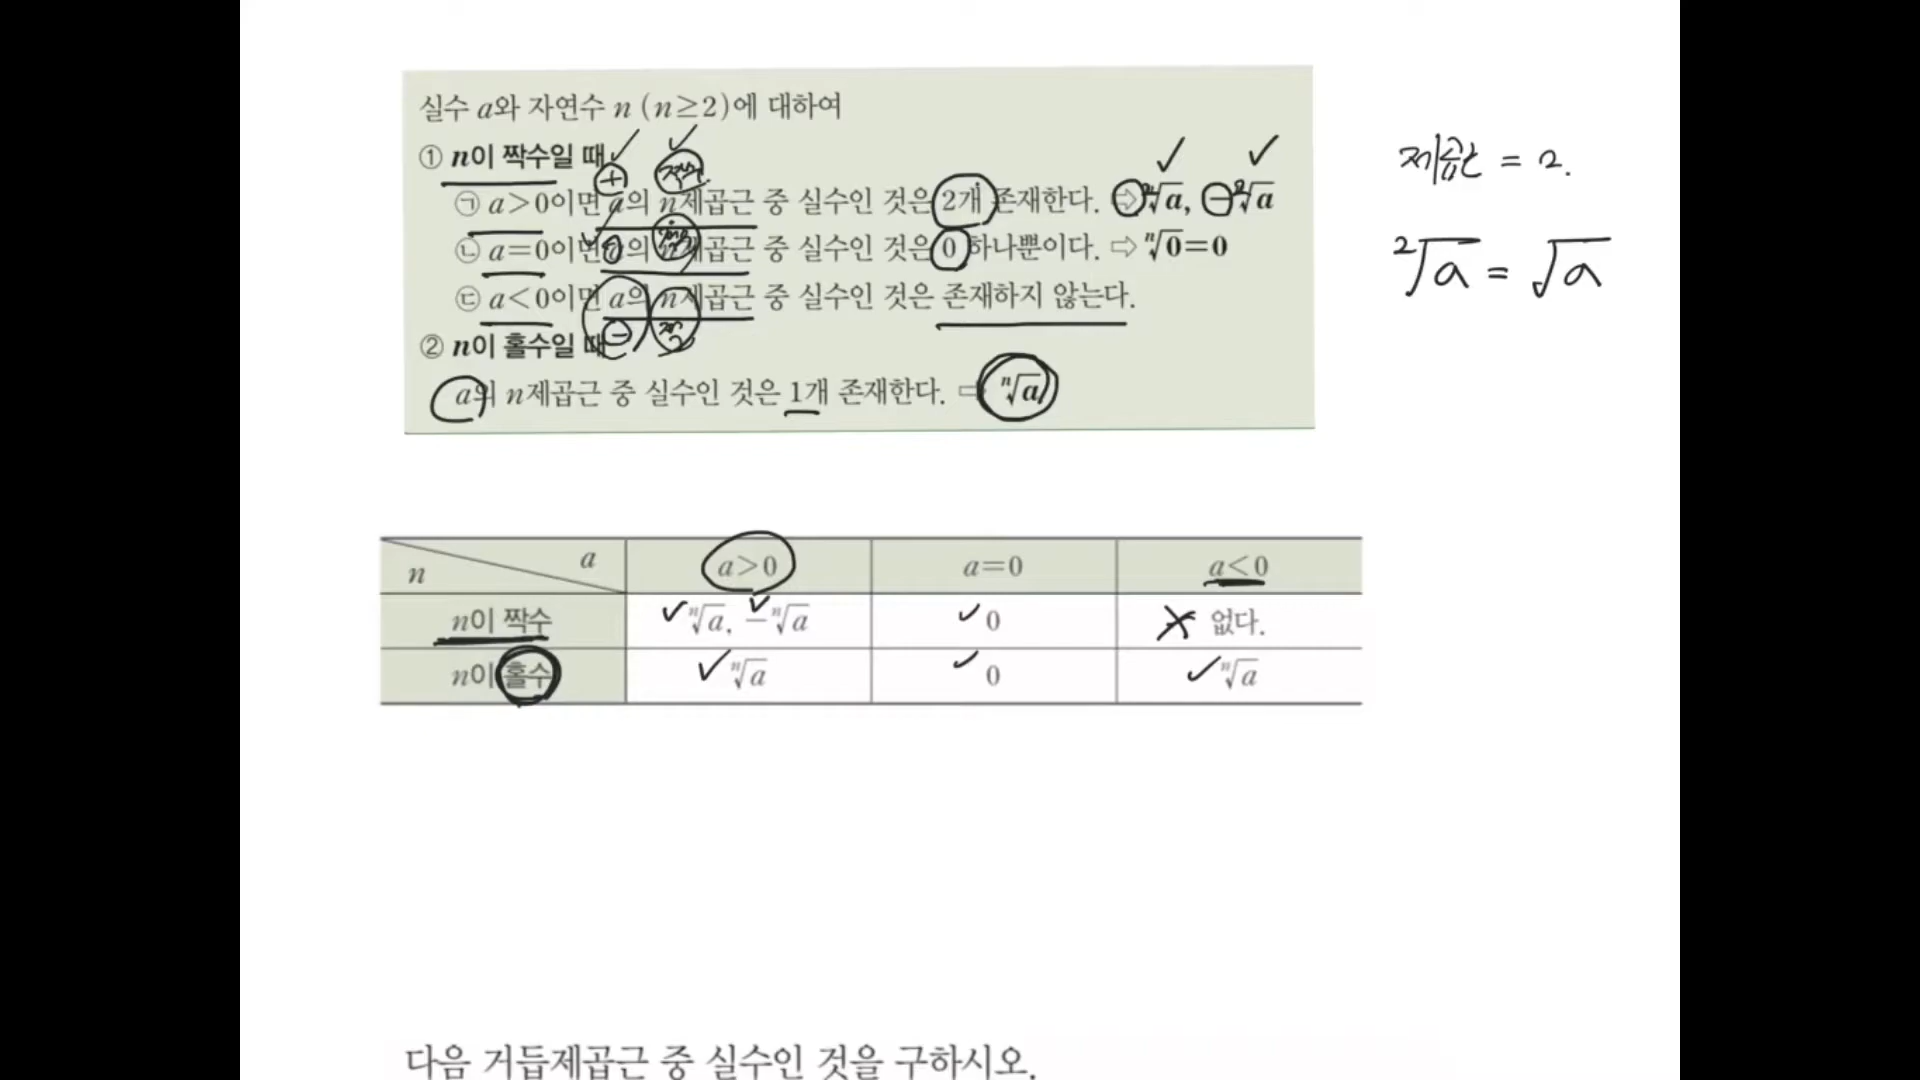 실수 a와 자연수 n (n≥2)에 대하여
① n이 짝수일 때
㉠ a>0이면 a의 n제곱근 중 실수인 것은 2개 존재한다. ⇨ ⁿ√a, −ⁿ√a
㉡ a=0이면 a의 n제곱근 중 실수인 것은 0 하나뿐이다. ⇨ ⁿ√0=0
㉢ a<0이면 a의 n제곱근 중 실수인 것은 존재하지 않는다.
② n이 홀수일 때
a의 n제곱근 중 실수인 것은 1개 존재한다. ⇨ ⁿ√a
제곱근 = 2.
²√a = √a
n a a>0 a=0 a<0
n이 짝수 ⁿ√a, −ⁿ√a 0 없다.
n이 홀수 ⁿ√a 0 ⁿ√a
다음 거듭제곱근 중 실수인 것을 구하시오.